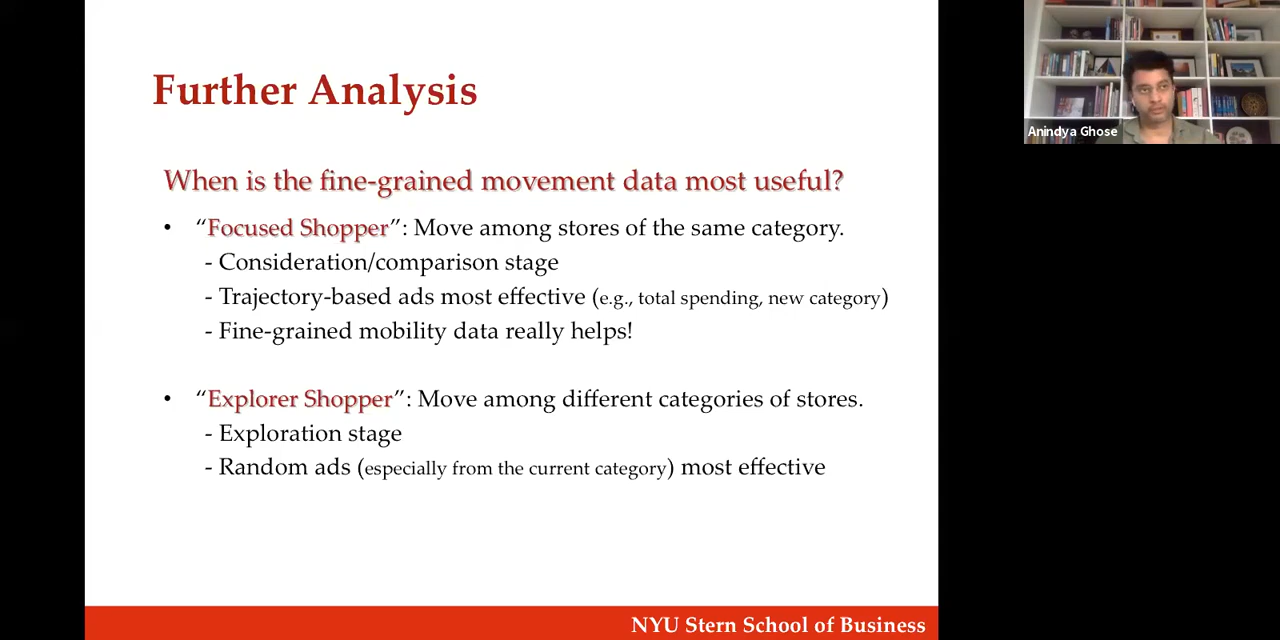 Further Analysis
When is the fine-grained movement data most useful?
• “Focused Shopper”: Move among stores of the same category.
- Consideration/comparison stage
- Trajectory-based ads most effective (e.g., total spending, new category)
- Fine-grained mobility data really helps!
• “Explorer Shopper”: Move among different categories of stores.
- Exploration stage
- Random ads (especially from the current category) most effective
NYU Stern School of Business
Anindya Ghose